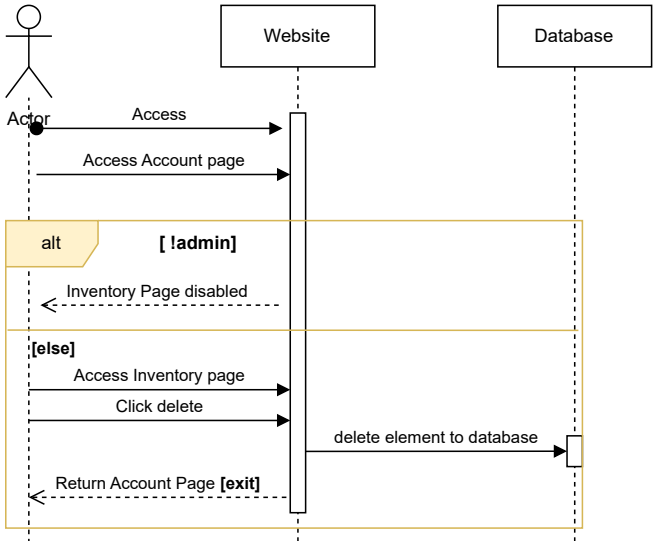 Website
Database
Actor
Access
Access Account page
alt
[ !admin]
Inventory Page disabled
[else]
Access Inventory page
Click delete
delete element to database
Return Account Page [exit]